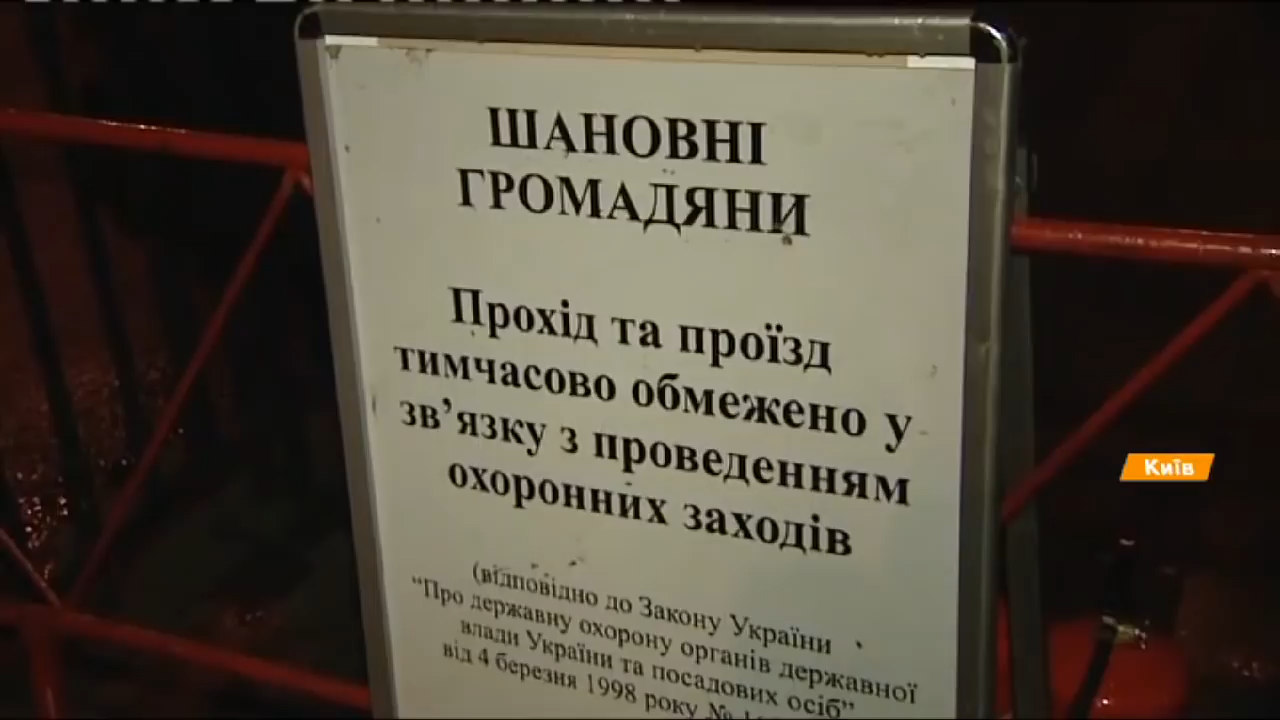 ШАНОВНІ
ГРОМАДЯНИ
Прохід та проїзд
тимчасово обмежено у
зв’язку з проведенням
охоронних заходів
(відповідно до Закону України
“Про державну охорону органів державної
влади України та посадових осіб”
від 4 березня 1998 року №
Київ